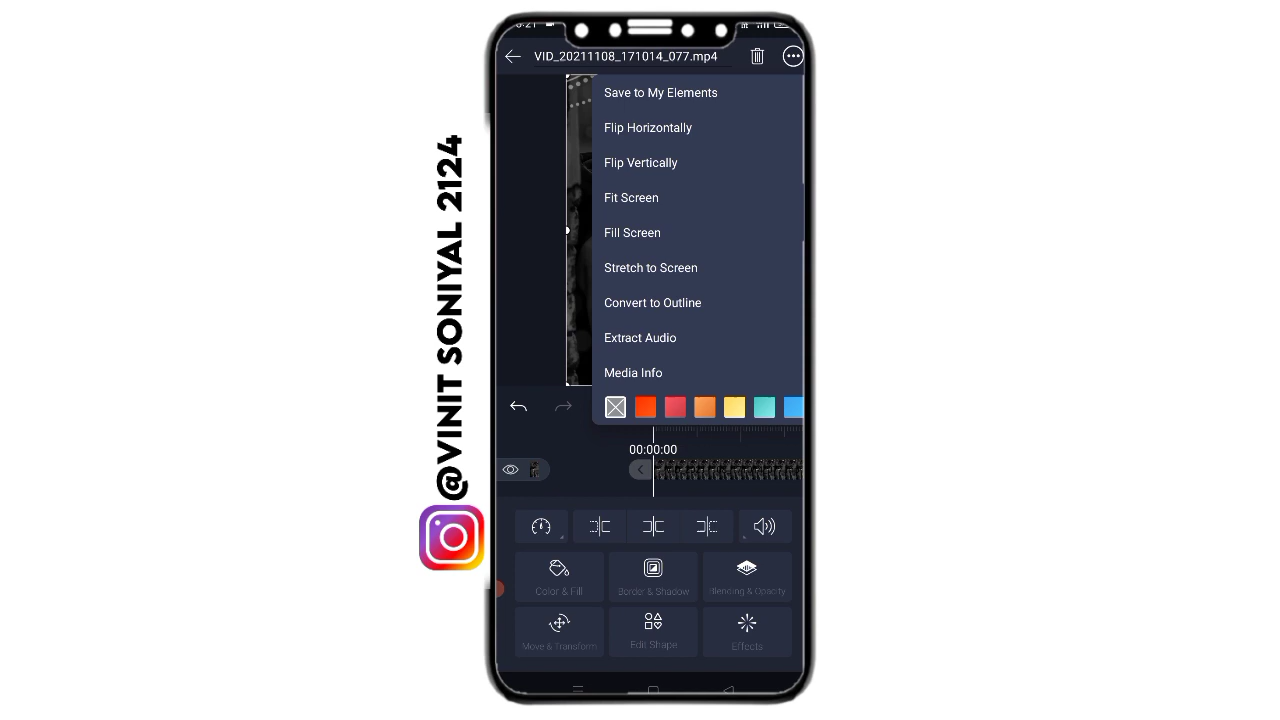 @VINIT SONIYAL 2124
VID_20211108_171014_077.mp4
Save to My Elements
Flip Horizontally
Flip Vertically
Fit Screen
Fill Screen
Stretch to Screen
Convert to Outline
Extract Audio
Media Info
00:00:00
Color & Fill
Border & Shadow
Blending & Opacity
Move & Transform
Edit Shape
Effects